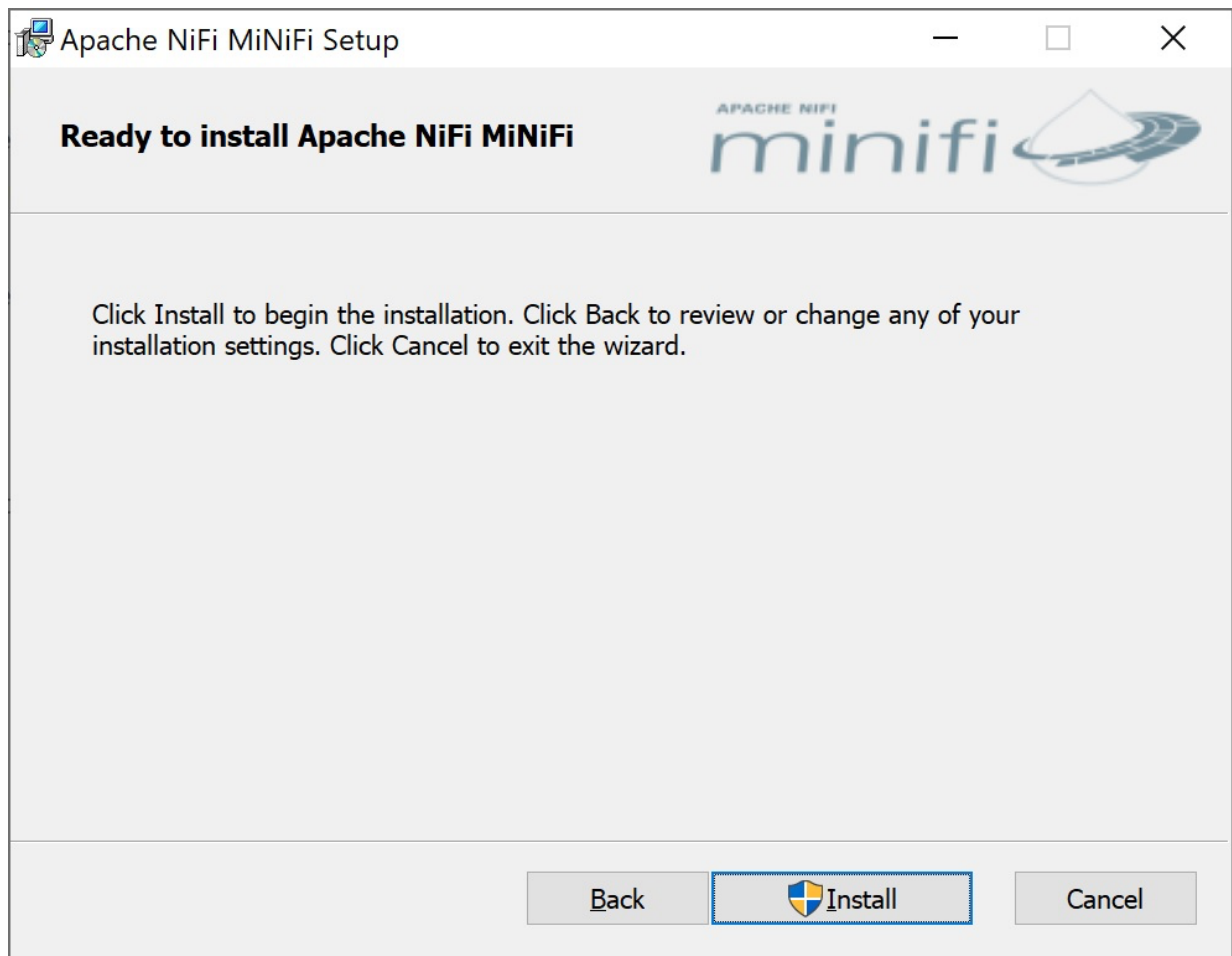 Apache NiFi MiNiFi Setup
Ready to install Apache NiFi MiNiFi
APACHE NIFI
minifi
Click Install to begin the installation. Click Back to review or change any of your
installation settings. Click Cancel to exit the wizard.
Back
Install
Cancel